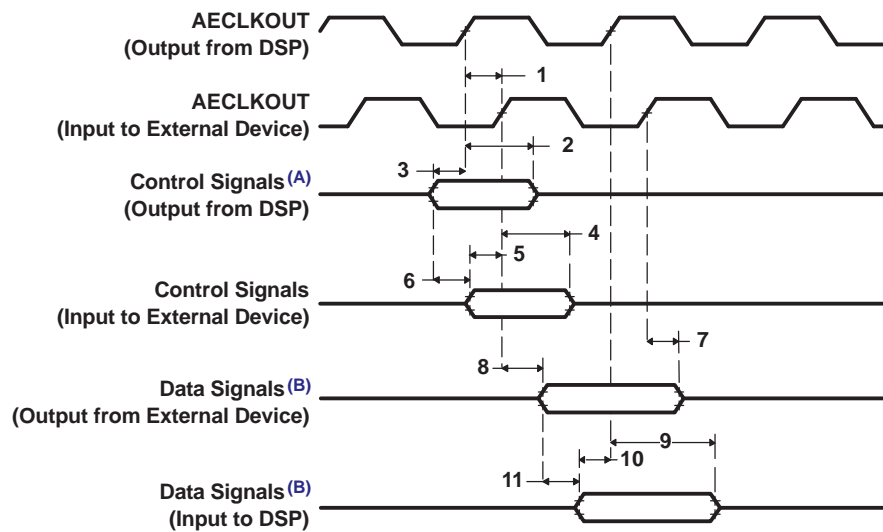 AECLKOUT
(Output from DSP)
1
AECLKOUT
(Input to External Device)
2
3
Control Signals (A)
(Output from DSP)
4
5
6
Control Signals
(Input to External Device)
7
8
Data Signals (B)
(Output from External Device)
9
10
11
Data Signals (B)
(Input to DSP)